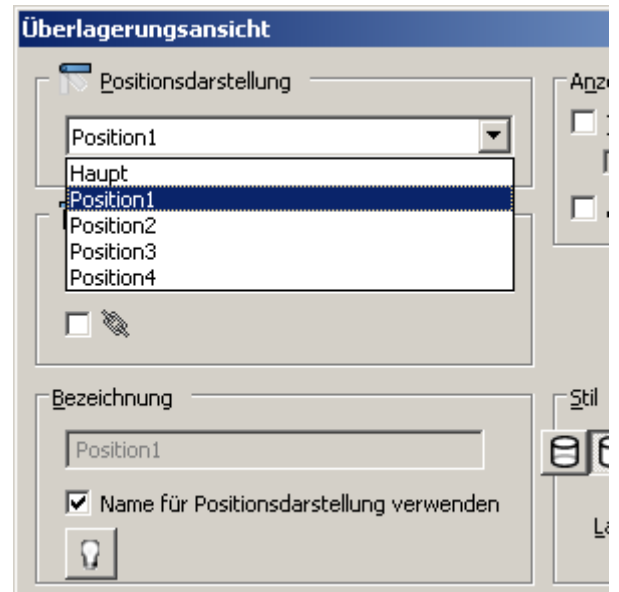 Überlagerungsansicht
Positionsdarstellung
Position1
Haupt
Position1
Position2
Position3
Position4
Bezeichnung
Position1
Name für Positionsdarstellung verwenden
Stil